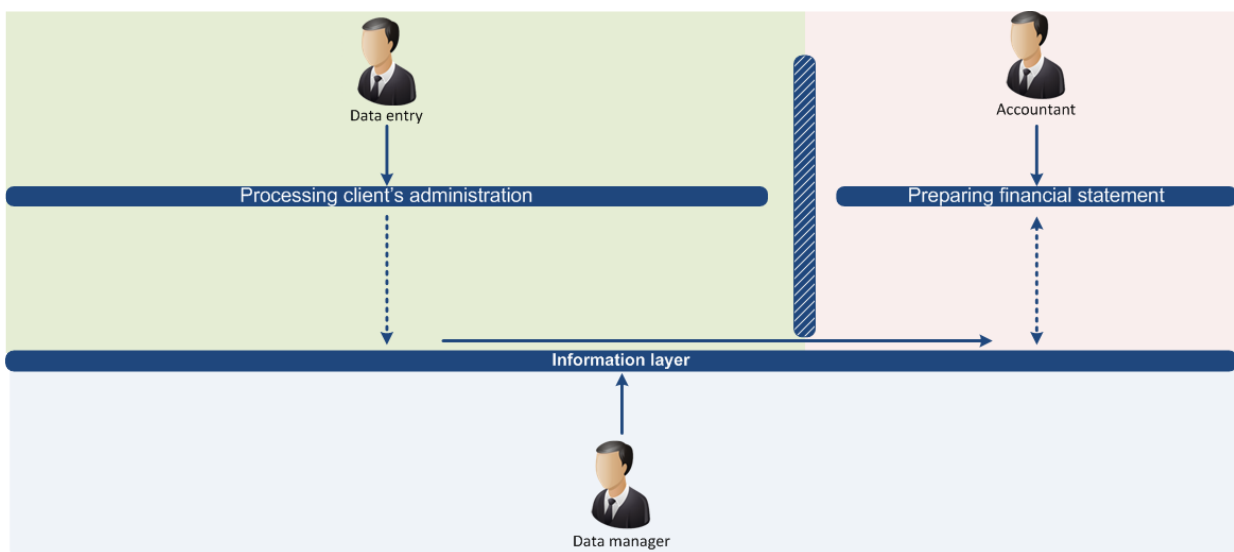 Data entry
Accountant
Processing client's administration
Preparing financial statement
Information layer
Data manager